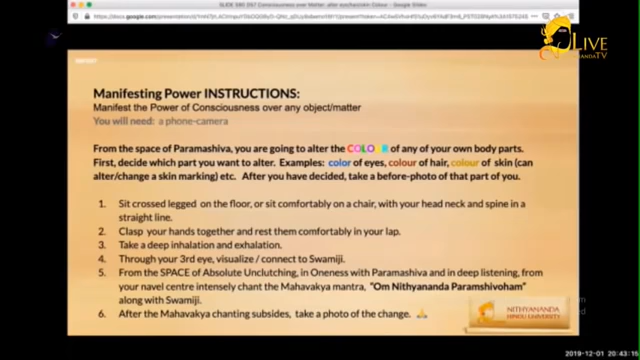 LIVE
Manifesting Power INSTRUCTIONS:
Manifest the Power of Consciousness over any object/matter
You will need: a phone-camera
From the space of Paramashiva, you are going to alter the COLOUR of any of your own body parts.
First, decide which part you want to alter. Examples: color of eyes, colour of hair, colour of skin (can
alter/change a skin marking) etc. After you have decided, take a before-photo of that part of you.
1. Sit crossed legged on the floor, or sit comfortably on a chair, with your head neck and spine in a
straight line.
2. Clasp your hands together and rest them comfortably in your lap.
3. Take a deep inhalation and exhalation.
4. Through your 3rd eye, visualize / connect to Swamiji.
5. From the SPACE of Absolute Unclutching, in Oneness with Paramashiva and in deep listening, from
your navel centre intensely chant the Mahavakya mantra, "Om Nithyananda Paramshivoham"
along with Swamiji.
6. After the Mahavakya chanting subsides, take a photo of the change. 🙏
NITHYANANDA
HINDU UNIVERSITY
2019-12-01 20:43:15